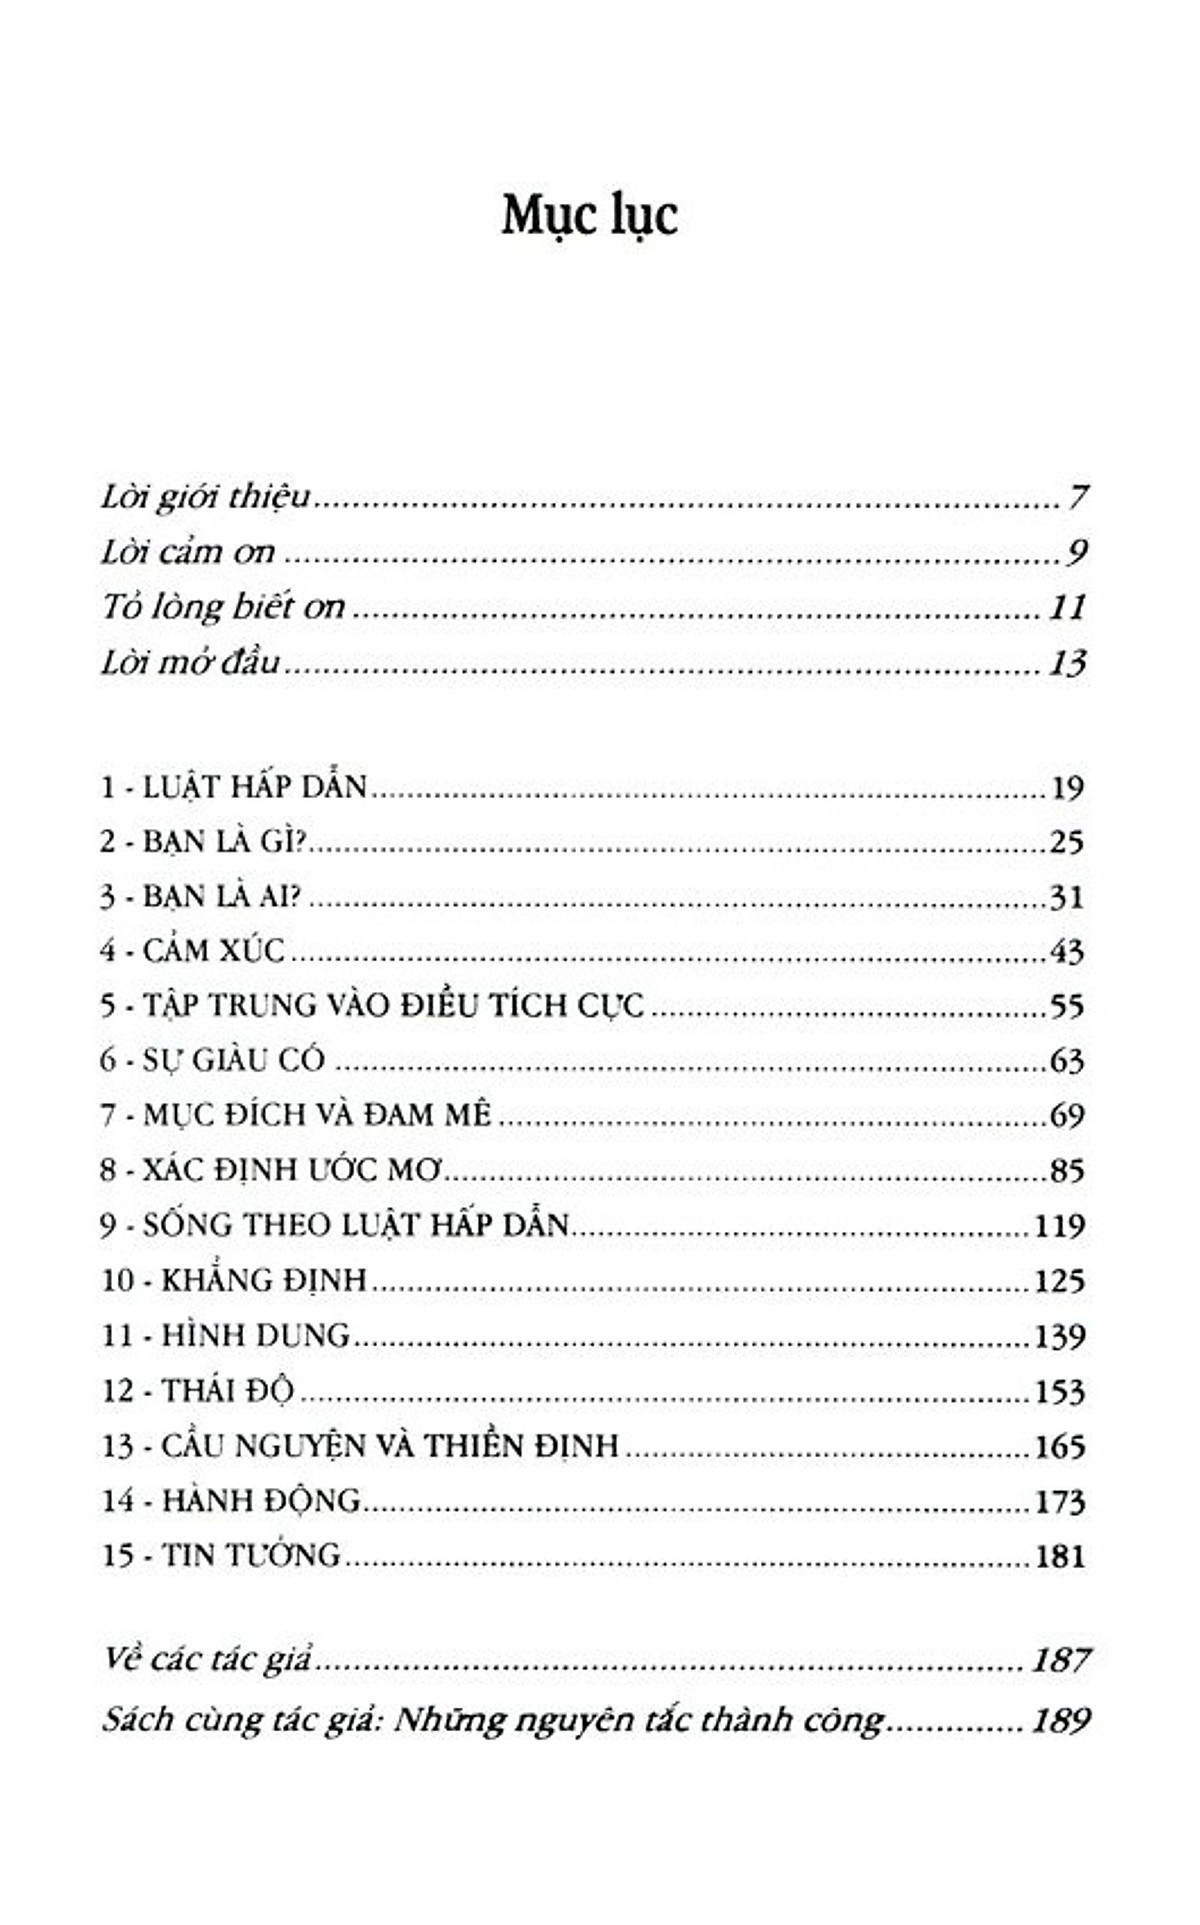 Mục lục
Lời giới thiệu........................................................................ 7
Lời cảm ơn ...........................................................................9
Tỏ lòng biết ơn .................................................................. 11
Lời mở đầu......................................................................... 13
1 - LUẬT HẤP DẪN..................................................................19
2 - BẠN LÀ GÌ?........................................................................25
3 - BẠN LÀ AI? ........................................................................31
4 - CẢM XÚC ..........................................................................43
5 - TẬP TRUNG VÀO ĐIỀU TÍCH CỰC ......................................55
6 - SỰ GIÀU CÓ ......................................................................63
7 - MỤC ĐÍCH VÀ ĐAM MÊ .....................................................69
8 - XÁC ĐỊNH ƯỚC MƠ...........................................................85
9 - SỐNG THEO LUẬT HẤP DẪN.............................................119
10 - KHẲNG ĐỊNH.................................................................125
11 - HÌNH DUNG...................................................................139
12 - THÁI ĐỘ ........................................................................153
13 - CẦU NGUYỆN VÀ THIỀN ĐỊNH .......................................165
14 - HÀNH ĐỘNG..................................................................173
15 - TIN TƯỞNG....................................................................181
Về các tác giả.................................................................... 187
Sách cùng tác giả: Những nguyên tắc thành công.............. 189